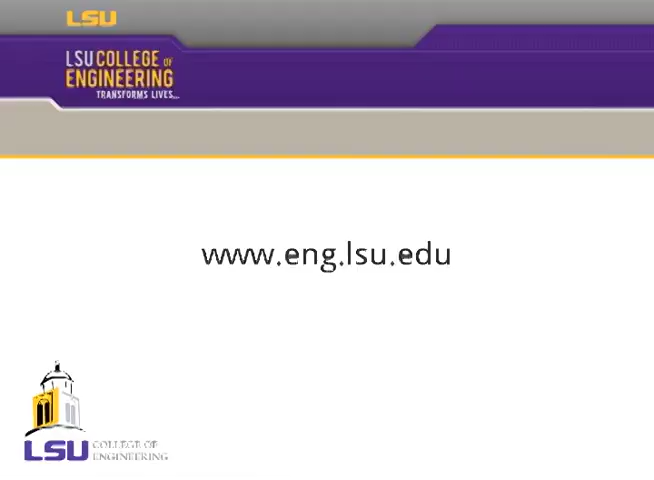 LSU
LSU COLLEGE OF
ENGINEERING
TRANSFORMS LIVES...
www.eng.lsu.edu
LSU
COLLEGE OF
ENGINEERING